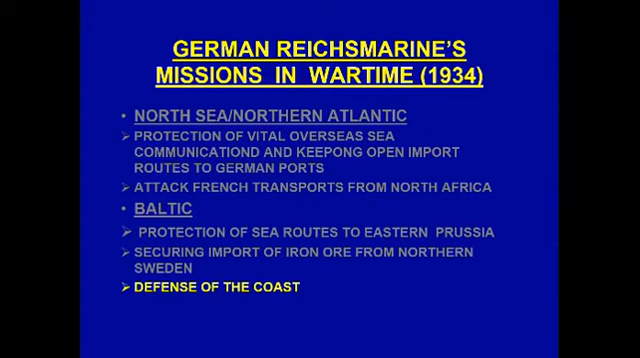 GERMAN REICHSMARINE'S
MISSIONS IN WARTIME (1934)
• NORTH SEA/NORTHERN ATLANTIC
➢ PROTECTION OF VITAL OVERSEAS SEA
COMMUNICATIOND AND KEEPONG OPEN IMPORT
ROUTES TO GERMAN PORTS
➢ ATTACK FRENCH TRANSPORTS FROM NORTH AFRICA
• BALTIC
➢ PROTECTION OF SEA ROUTES TO EASTERN PRUSSIA
➢ SECURING IMPORT OF IRON ORE FROM NORTHERN
SWEDEN
➢ DEFENSE OF THE COAST